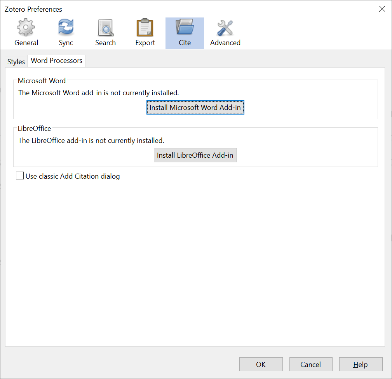 Zotero Preferences
General Sync Search Export Cite Advanced
Styles Word Processors
Microsoft Word
The Microsoft Word add-in is not currently installed.
Install Microsoft Word Add-in
LibreOffice
The LibreOffice add-in is not currently installed.
Install LibreOffice Add-in
Use classic Add Citation dialog
OK Cancel Help